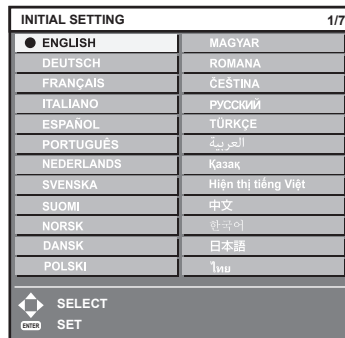 INITIAL SETTING 1/7
ENGLISH
DEUTSCH
FRANÇAIS
ITALIANO
ESPAÑOL
PORTUGUÊS
NEDERLANDS
SVENSKA
SUOMI
NORSK
DANSK
POLSKI
MAGYAR
ROMANA
ČEŠTINA
РУССКИЙ
TÜRKÇE
العربية
Қазақ
Hiện thị tiếng Việt
中文
한국어
日本語
ไทย
SELECT
ENTER SET